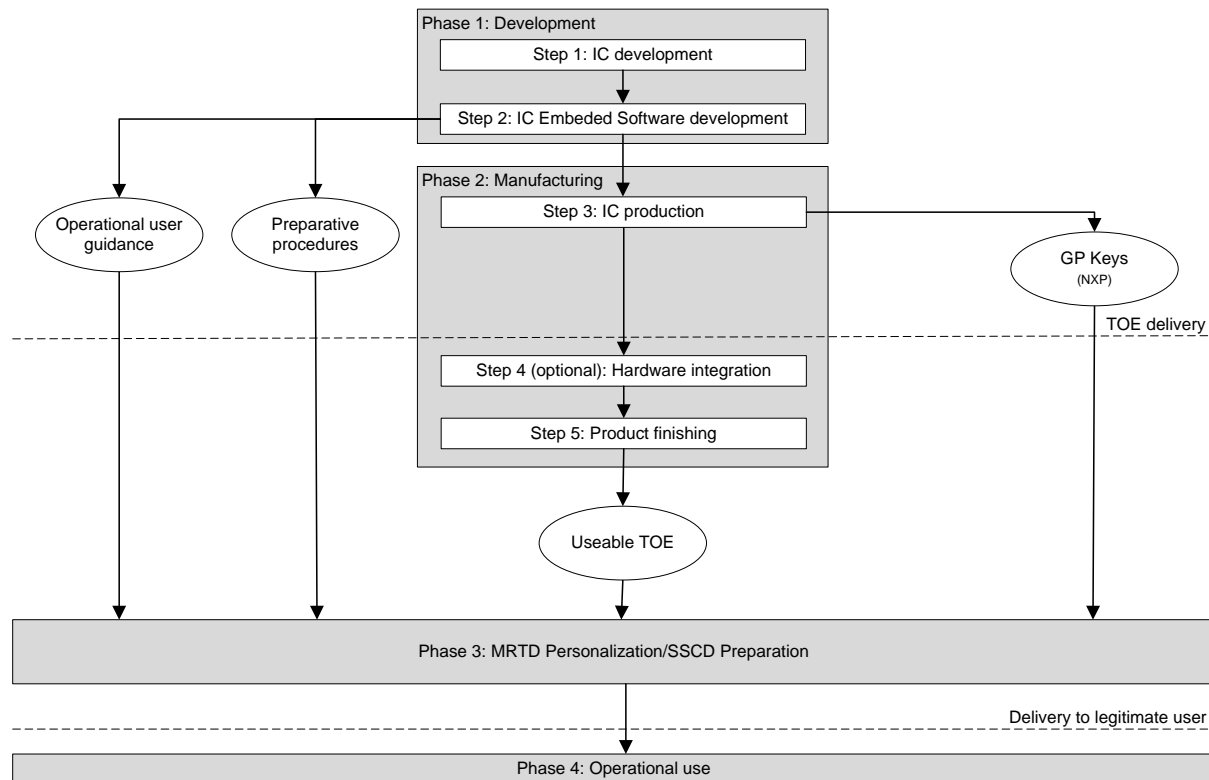 Phase 1: Development
Step 1: IC development
Step 2: IC Embeded Software development
Phase 2: Manufacturing
Step 3: IC production
Operational user
guidance
Preparative
procedures
GP Keys
(NXP)
TOE delivery
Step 4 (optional): Hardware integration
Step 5: Product finishing
Useable TOE
Phase 3: MRTD Personalization/SSCD Preparation
Delivery to legitimate user
Phase 4: Operational use